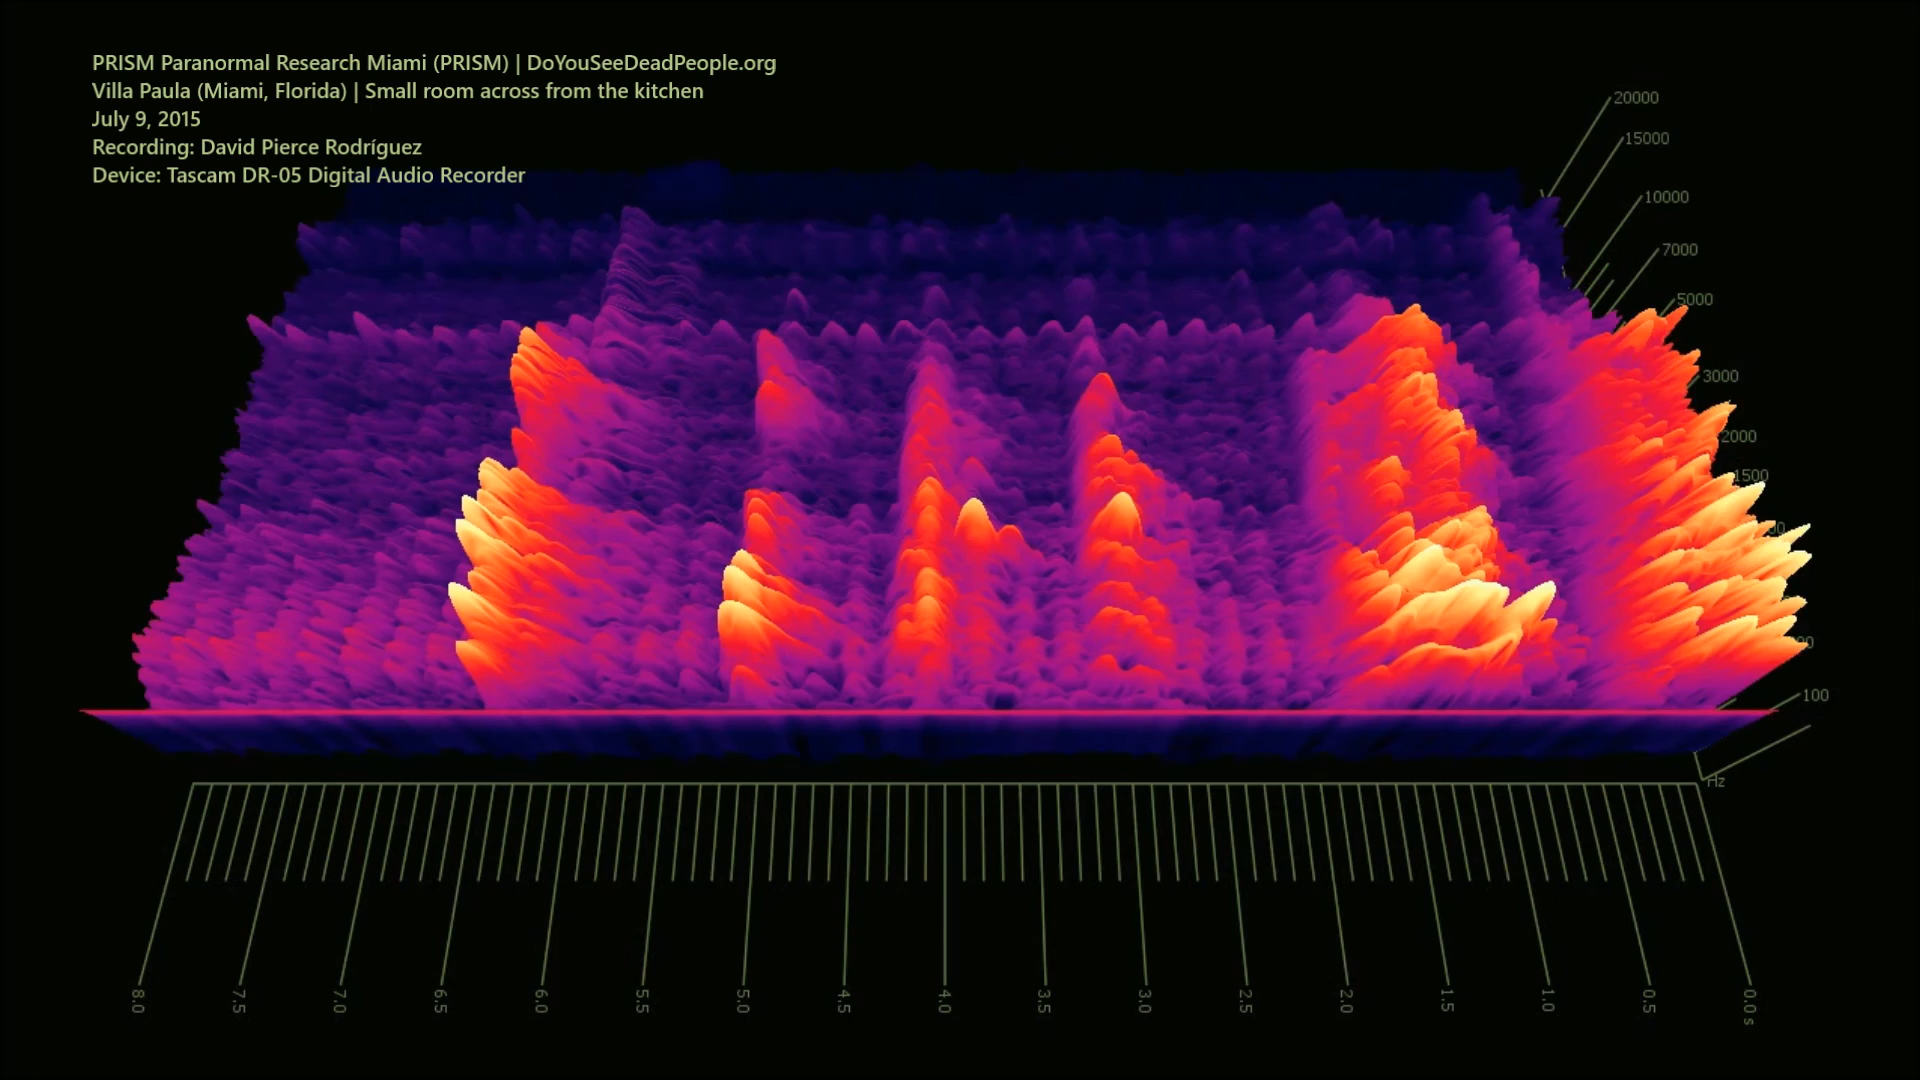 PRISM Paranormal Research Miami (PRISM) | DoYouSeeDeadPeople.org
Villa Paula (Miami, Florida) | Small room across from the kitchen
July 9, 2015
Recording: David Pierce Rodríguez
Device: Tascam DR-05 Digital Audio Recorder
20000
15000
10000
7000
5000
3000
2000
1500
100
Hz
8.0 7.5 7.0 6.5 6.0 5.5 5.0 4.5 4.0 3.5 3.0 2.5 2.0 1.5 1.0 0.5 0.0 s